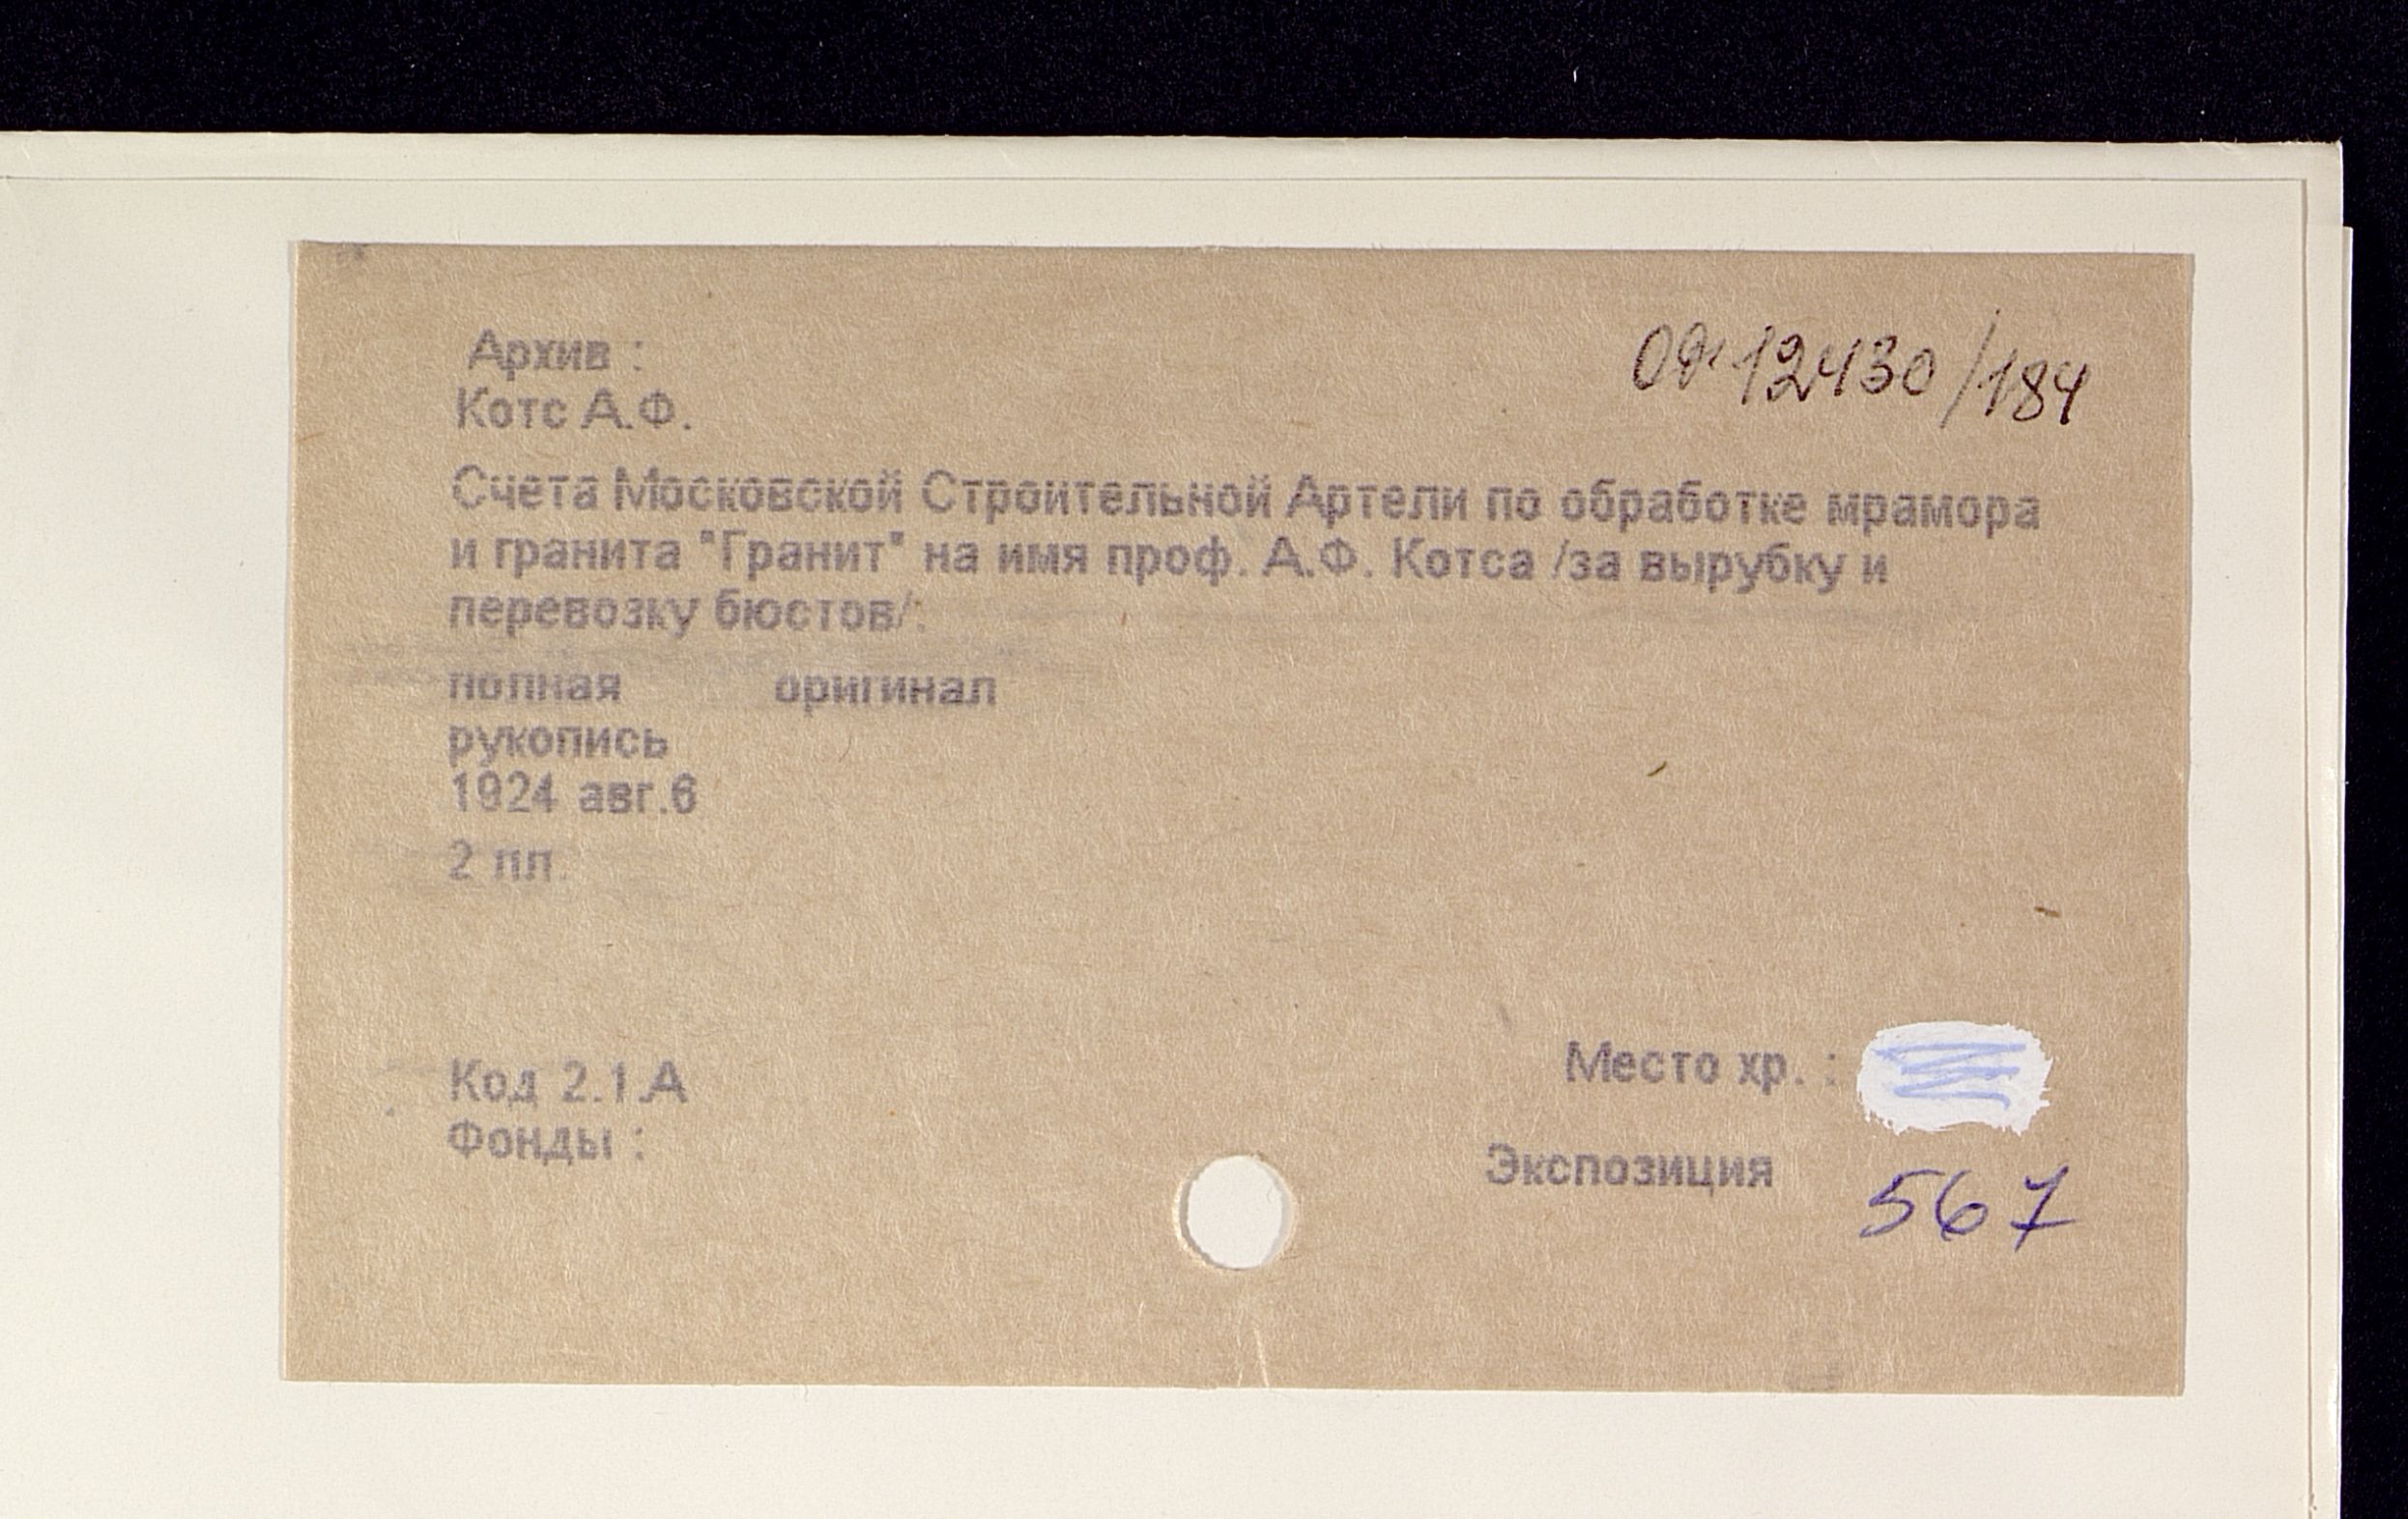 Архив :
Котс А.Ф.
оф 12430/184
Счета Московской Строительной Артели по обработке мрамора
и гранита "Гранит" на имя проф. А.Ф. Котса /за вырубку и
перевозку бюстов/.
полная оригинал
рукопись
1924 авг.6
2 лл.
Код 2.1.А
Фонды :
Место хр. :
Экспозиция
567